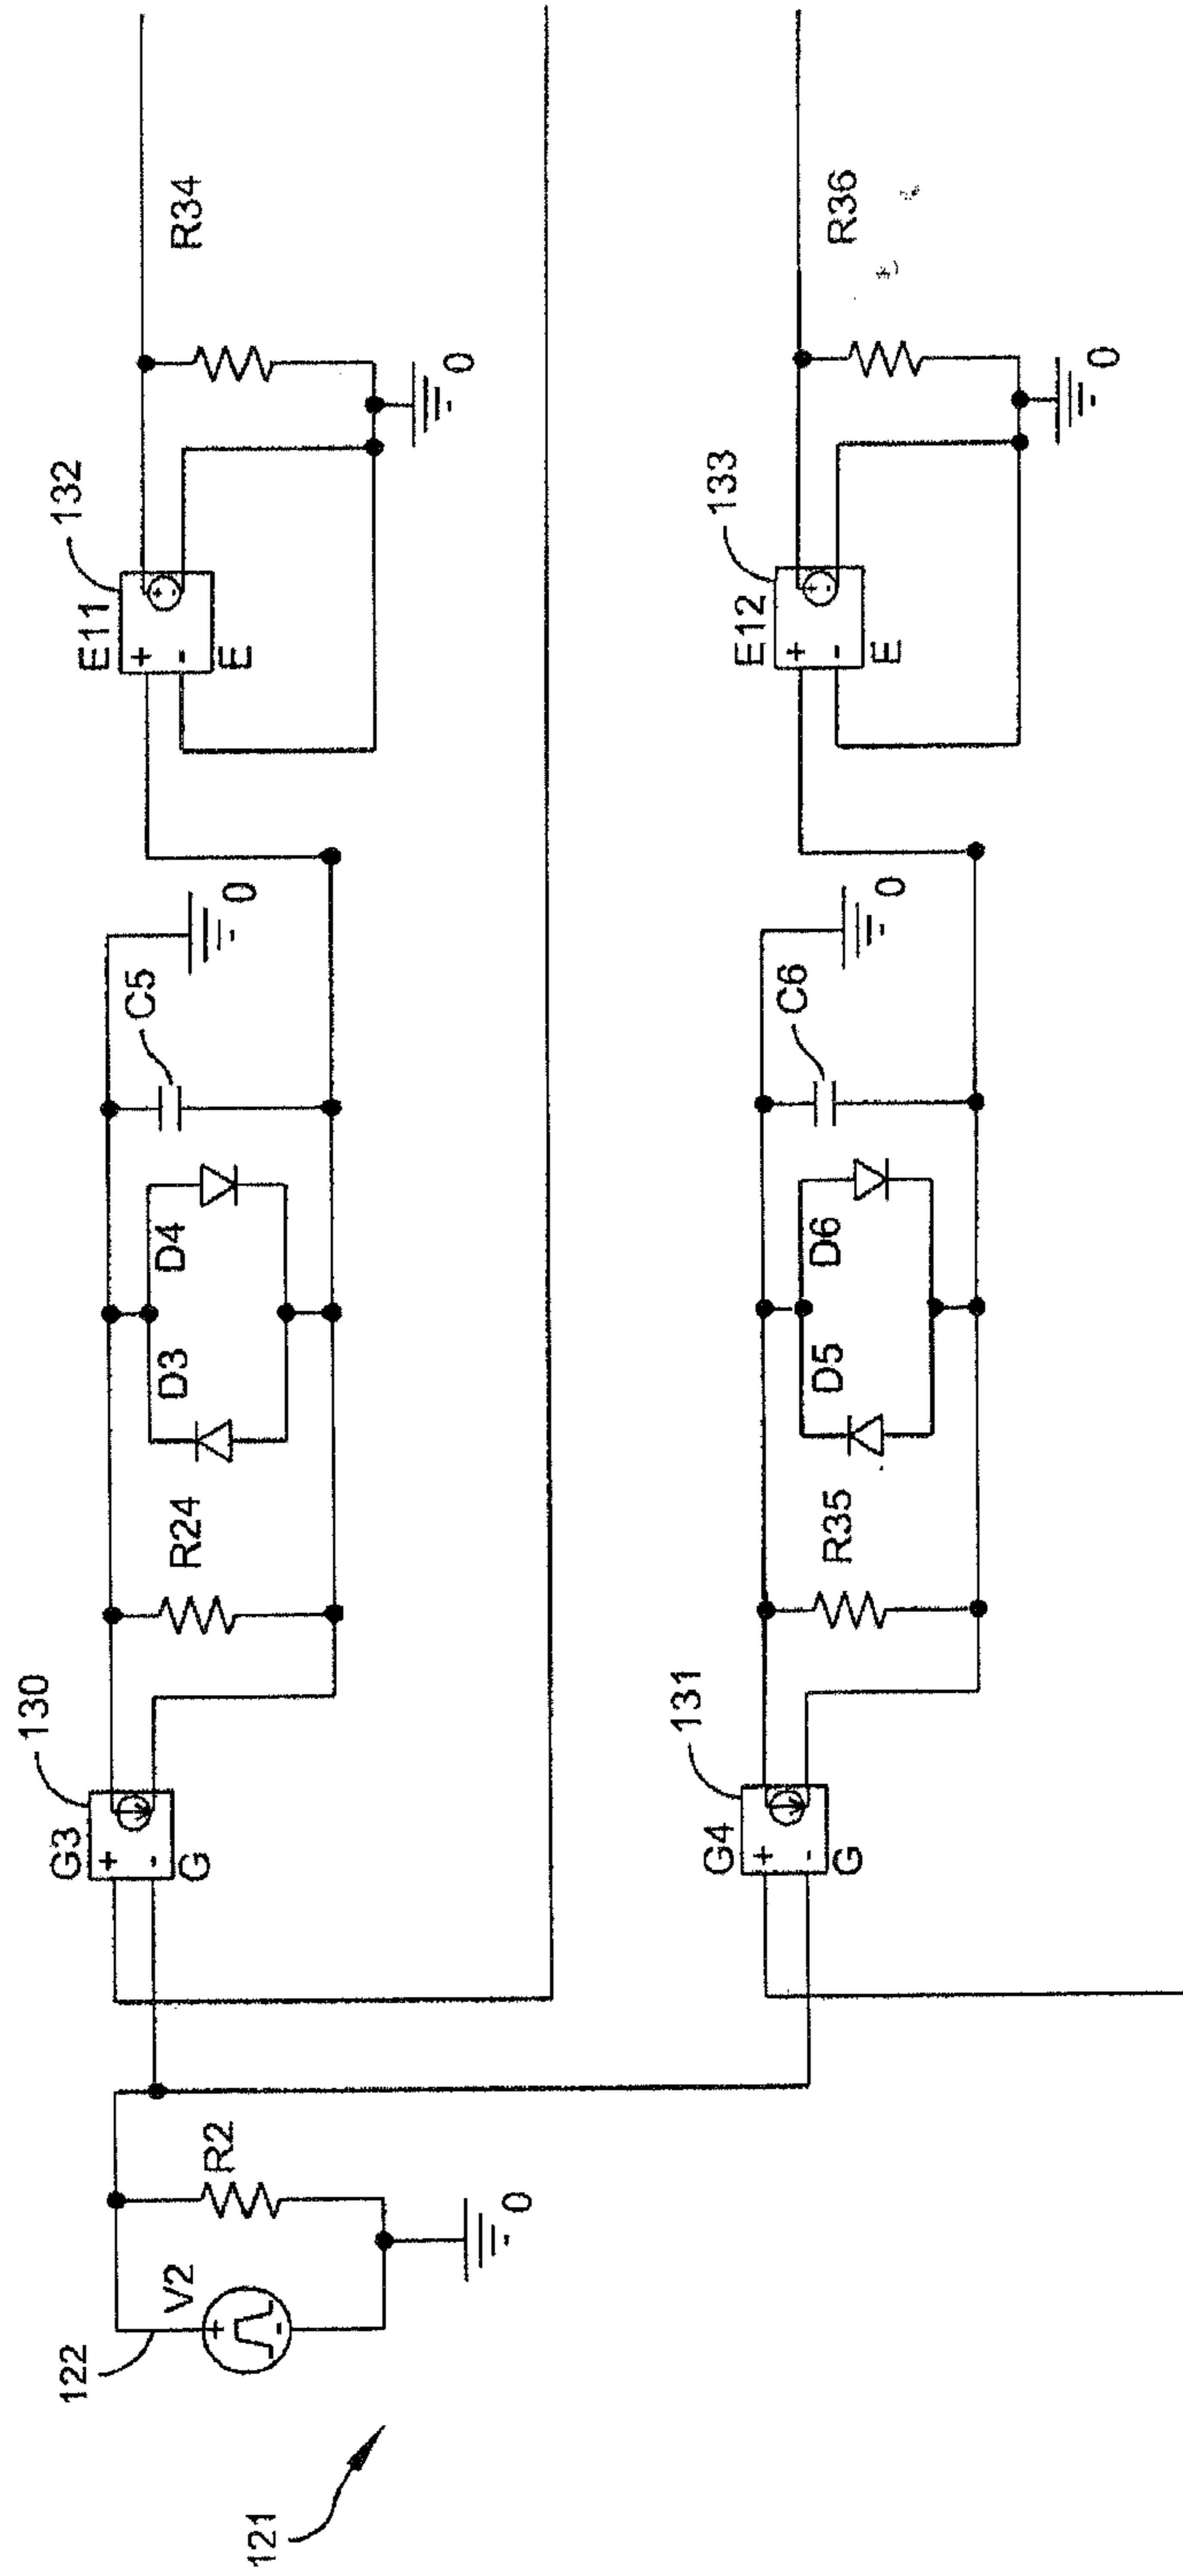 121
122
V2
+
-
R2
0
130
G3
+
-
G
R24
D3
D4
C5
0
132
E11
+
-
E
+
-
R34
0
131
G4
+
-
G
R35
D5
D6
C6
0
133
E12
+
-
E
+
-
R36
0